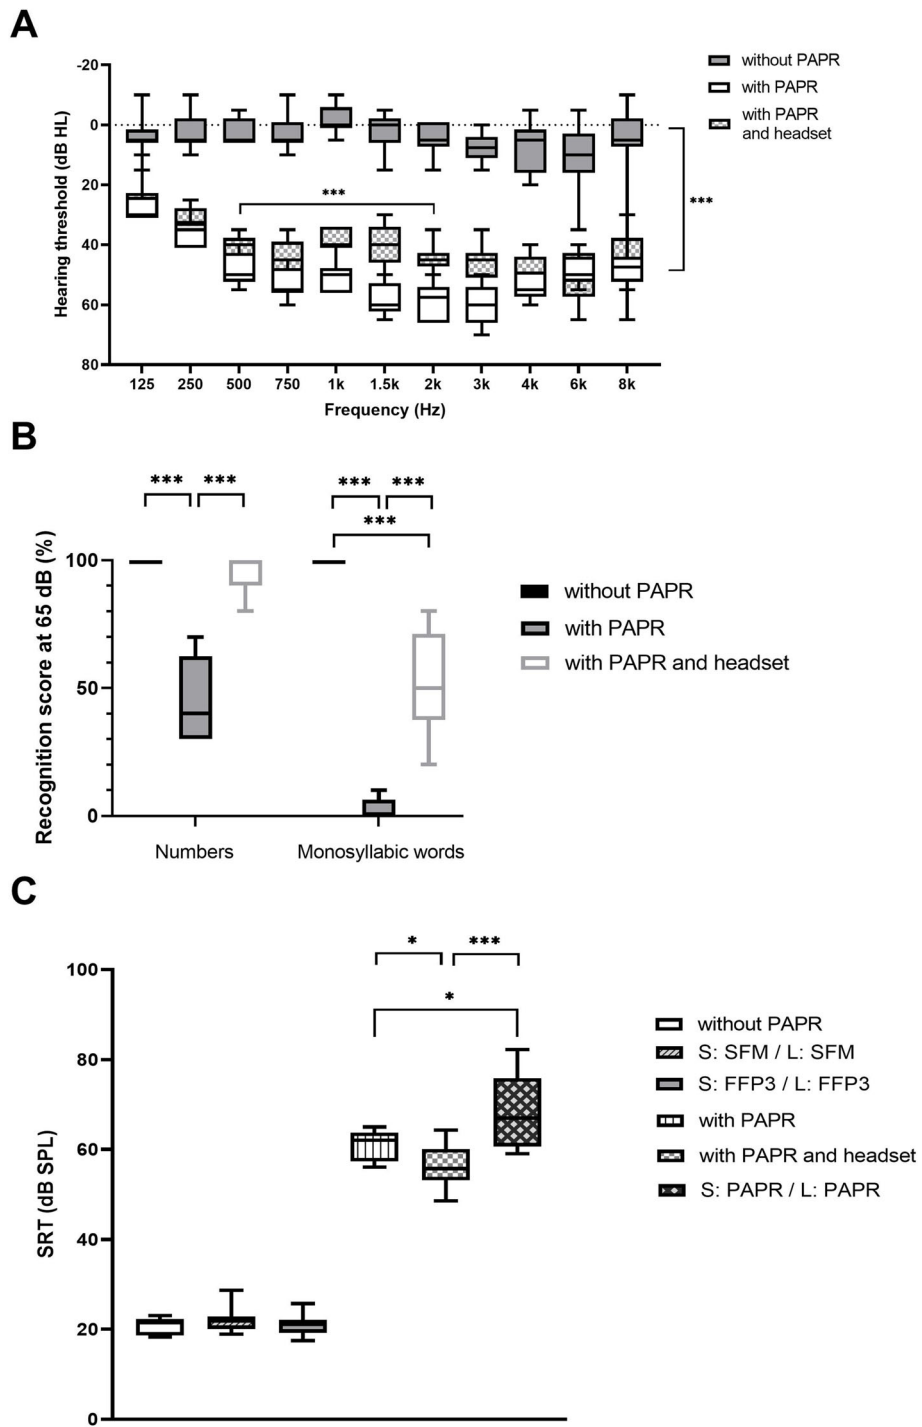 A
-20
0
20
40
60
80
Hearing threshold (dB HL)
***
***
without PAPR
with PAPR
with PAPR
and headset
125 250 500 750 1k 1.5k 2k 3k 4k 6k 8k
Frequency (Hz)
B
*** ***
*** ***
***
100
50
0
Recognition score at 65 dB (%)
without PAPR
with PAPR
with PAPR and headset
Numbers Monosyllabic words
C
* ***
*
100
80
60
40
20
0
SRT (dB SPL)
without PAPR
S: SFM / L: SFM
S: FFP3 / L: FFP3
with PAPR
with PAPR and headset
S: PAPR / L: PAPR